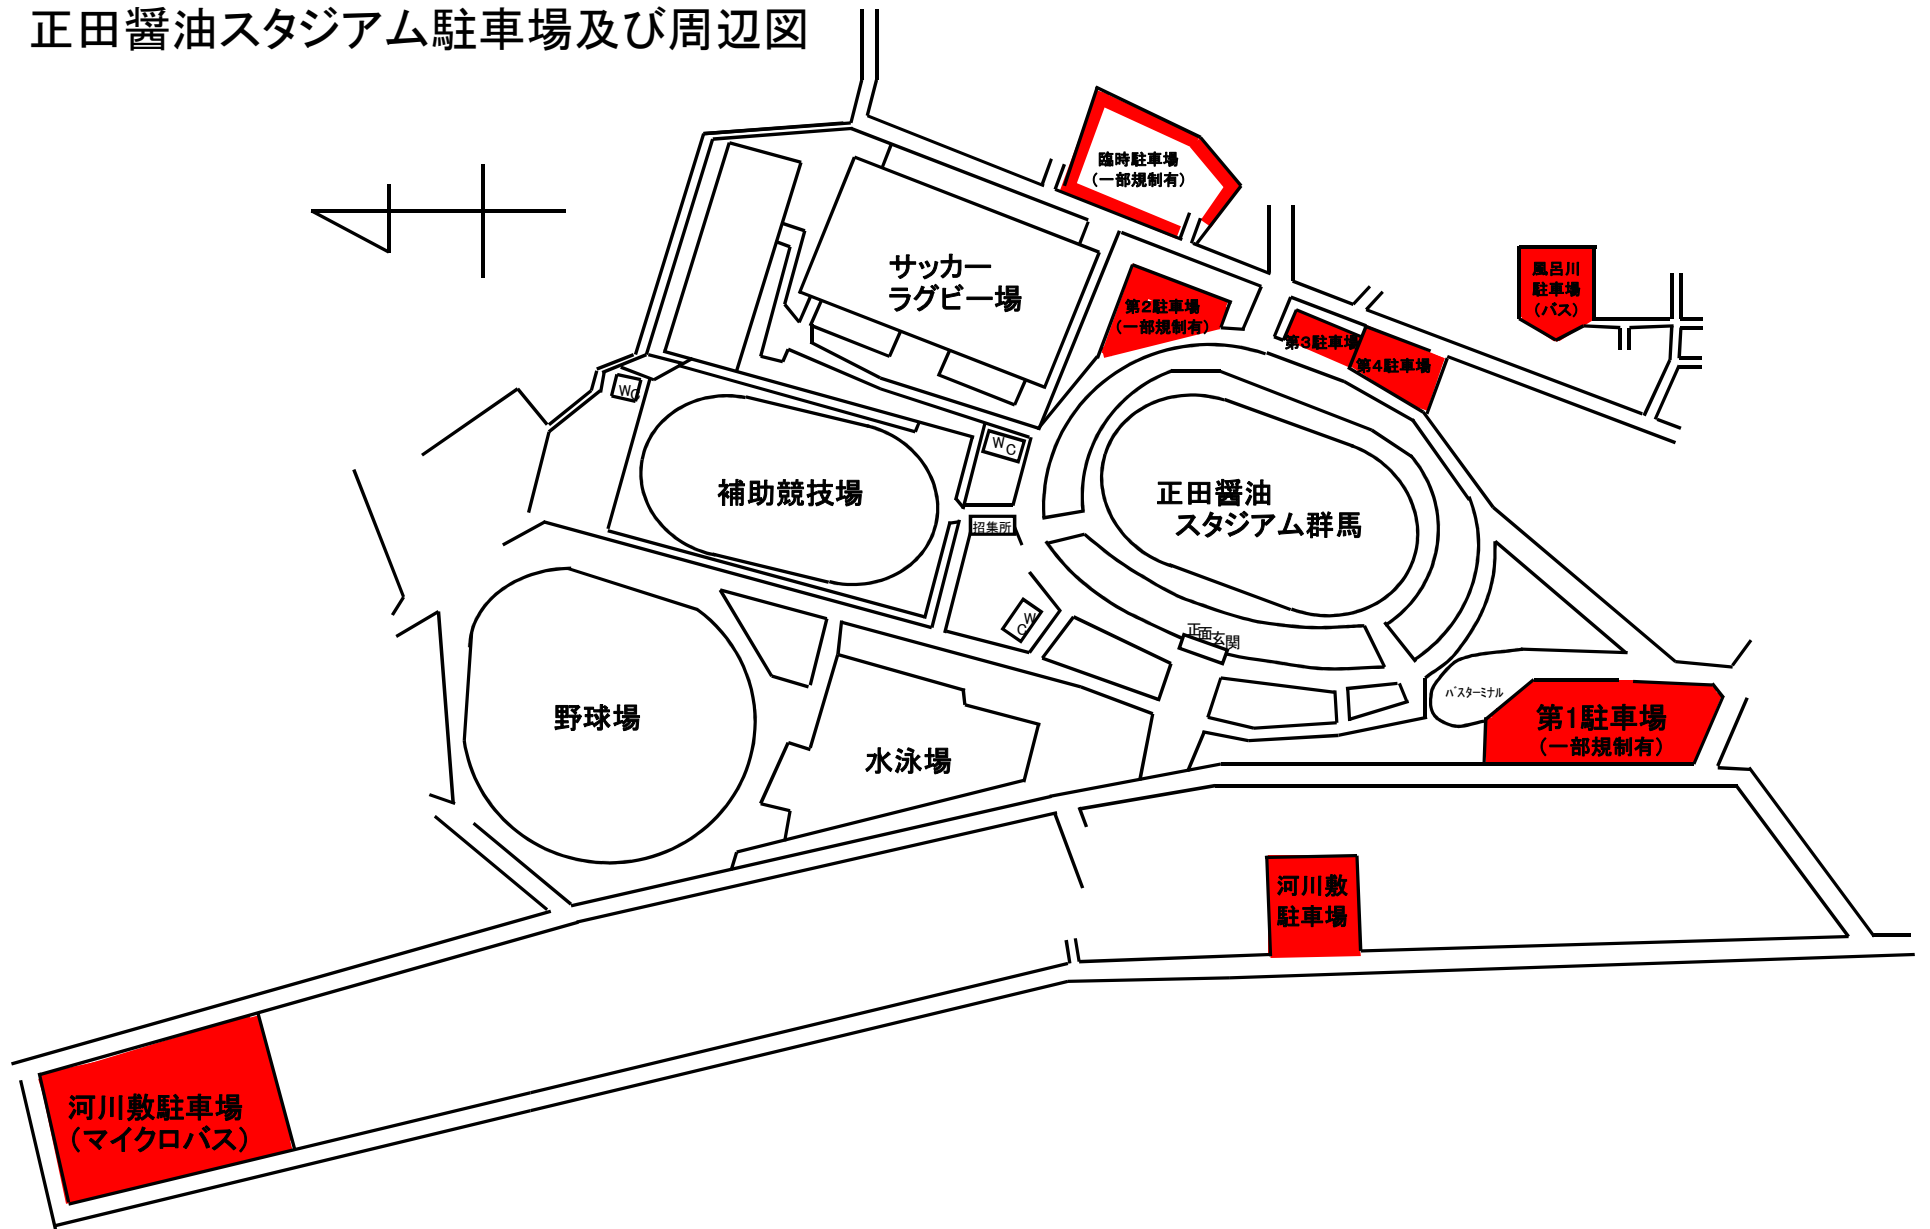 正田醤油スタジアム駐車場及び周辺図
臨時駐車場
(一部規制有)
サッカー
ラグビー場
第2駐車場
(一部規制有)
風呂川
駐車場
(バス)
第3駐車場
第4駐車場
WC
WC
補助競技場
正田醤油
スタジアム群馬
招集所
WC
正面玄関
バスターミナル
野球場
第1駐車場
(一部規制有)
水泳場
河川敷
駐車場
河川敷駐車場
(マイクロバス)